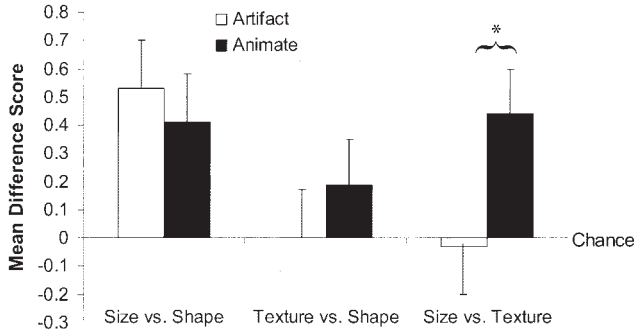 0.8
0.7
0.6
0.5
0.4
0.3
0.2
0.1
0
-0.1
-0.2
-0.3
Mean Difference Score
Artifact
Animate
*
Chance
Size vs. Shape
Texture vs. Shape
Size vs. Texture